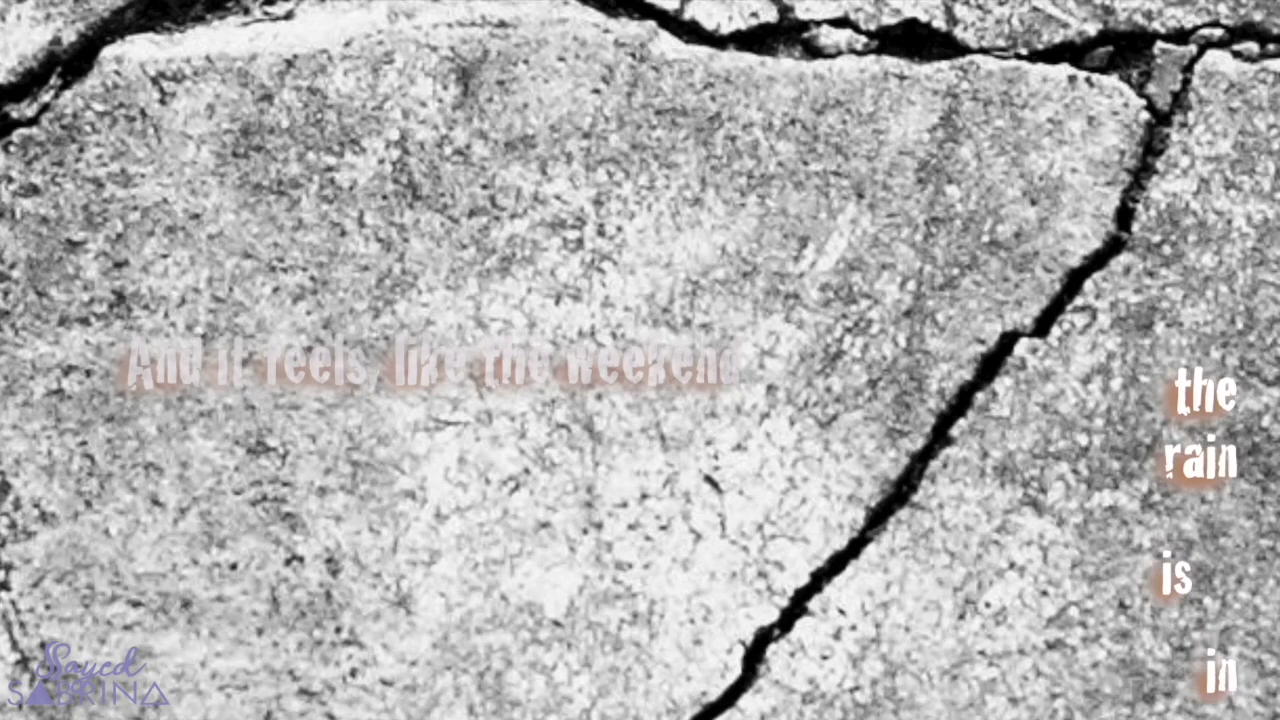 And it feels, like the weekend
the
rain
is
in
Sayed
SABRINA